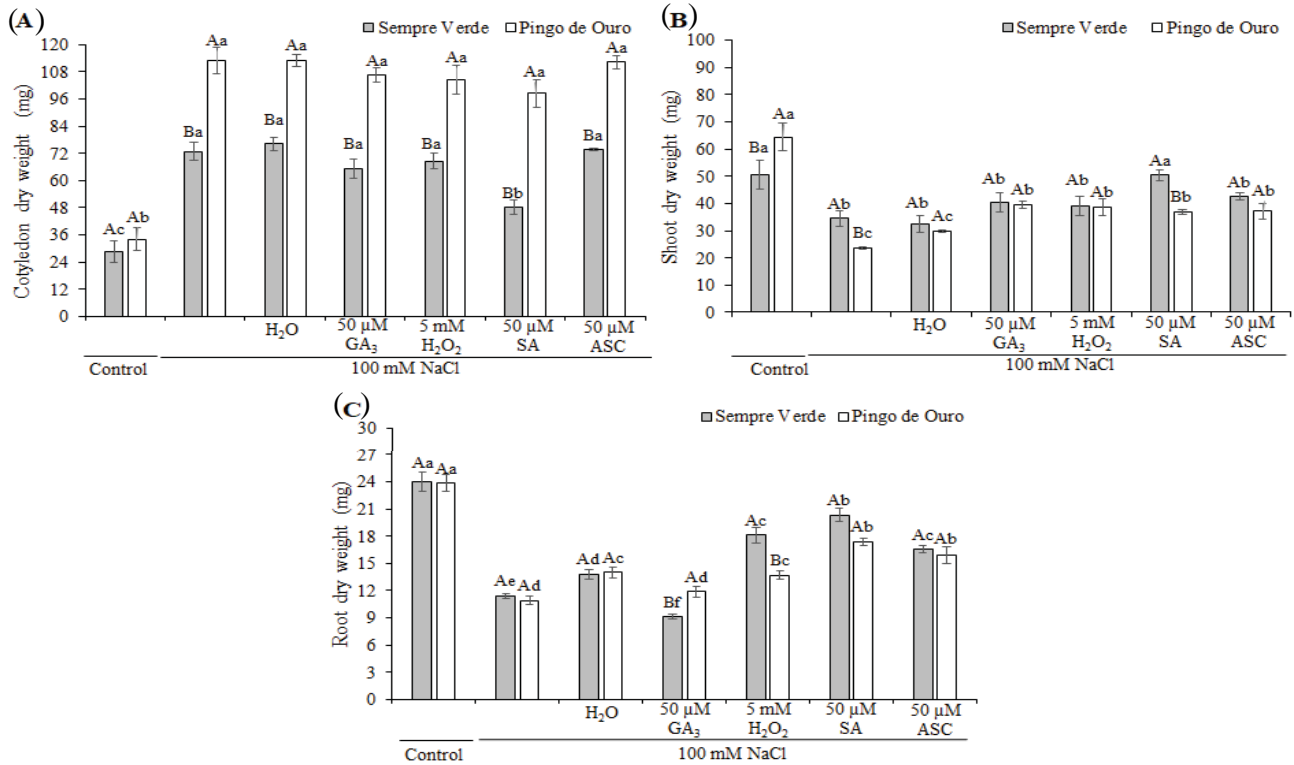 (A)
Sempre Verde Pingo de Ouro
Cotyledon dry weight (mg)
120
108
96
84
72
60
48
36
24
12
0
Ac Ab
Ba Aa
Ba Aa
Ba Aa
Ba Aa
Bb Aa
Ba Aa
H₂O
50 µM GA₃
5 mM H₂O₂
50 µM SA
50 µM ASC
Control
100 mM NaCl
(B)
Sempre Verde Pingo de Ouro
Shoot dry weight (mg)
100
90
80
70
60
50
40
30
20
10
0
Ba Aa
Ab Bc
Ab Ac
Ab Ab
Ab Ab
Aa Bb
Ab Ab
H₂O
50 µM GA₃
5 mM H₂O₂
50 µM SA
50 µM ASC
Control
100 mM NaCl
(C)
Sempre Verde Pingo de Ouro
Root dry weight (mg)
30
27
24
21
18
15
12
9
6
3
0
Aa Aa
Ae Ad
Ad Ac
Bf Ad
Ac Bc
Ab Ab
Ac Ab
H₂O
50 µM GA₃
5 mM H₂O₂
50 µM SA
50 µM ASC
Control
100 mM NaCl